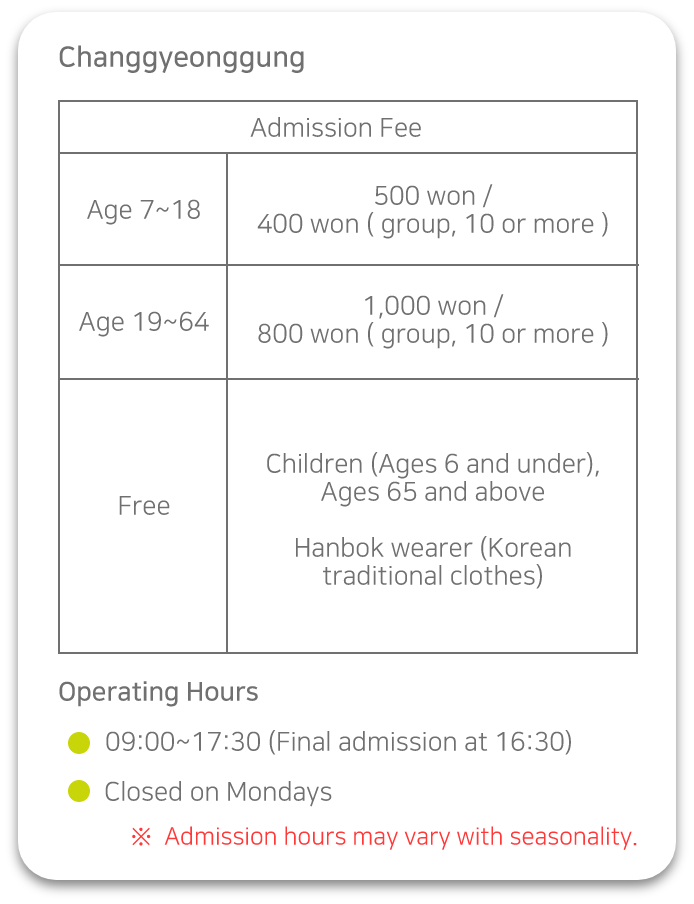 Changgyeonggung
Admission Fee
Age 7~18
500 won /
400 won ( group, 10 or more )
Age 19~64
1,000 won /
800 won ( group, 10 or more )
Free
Children (Ages 6 and under),
Ages 65 and above
Hanbok wearer (Korean
traditional clothes)
Operating Hours
09:00~17:30 (Final admission at 16:30)
Closed on Mondays
※ Admission hours may vary with seasonality.